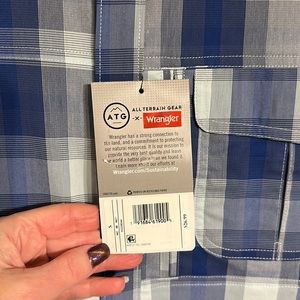 ATG
ALL TERRAIN GEAR
X Wrangler
Wrangler has a strong connection to
the land, and a commitment to protecting
our natural resources. It is our mission to
provide the very best quality and leave
the world a better place than we found it.
Learn more about our efforts at
Wrangler.com/Sustainability